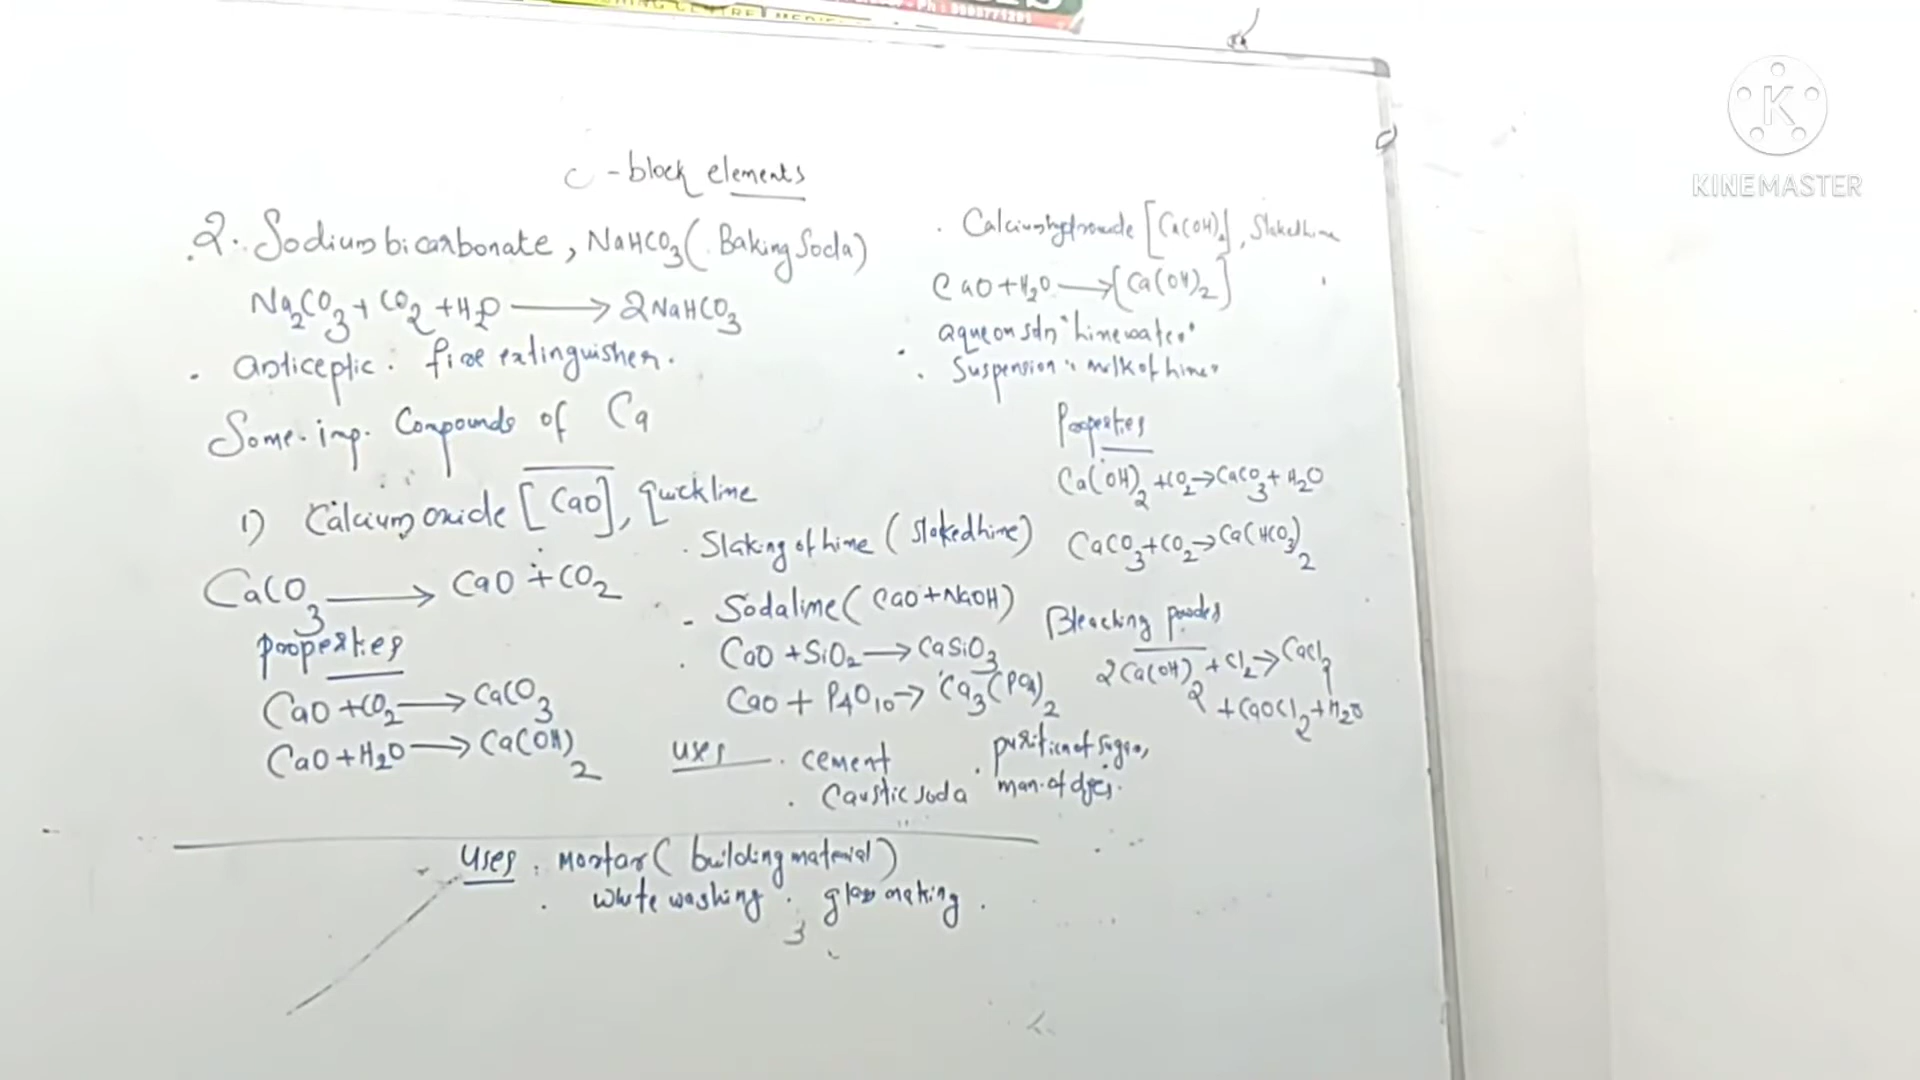 - Ph : 9998771291
KINEMASTER
- block elements
2. Sodium bicarbonate, NaHCO3 (Baking Soda)
Na2CO3 + CO2 + H2O → 2NaHCO3
. anticeptic . fire extinguisher.
Some imp. Compounds of Ca
1) Calcium oxide [CaO], quicklime
CaCO3 → CaO + CO2
properties
CaO + CO2 → CaCO3
CaO + H2O → Ca(OH)2
. Slaking of lime (Slaked lime)
- Sodalime (CaO + NaOH)
. CaO + SiO2 → CaSiO3
CaO + P4O10 → Ca3(PO4)2
uses . cement
. Caustic soda
. purition of sugar,
man. of dyes.
. Calcium hydroxide [Ca(OH)2], Slaked lime
CaO + H2O → [Ca(OH)2]
. aqueon soln "lime water"
. Suspension "milk of lime"
Properties
Ca(OH)2 + CO2 → CaCO3 + H2O
CaCO3 + CO2 → Ca(HCO3)2
Bleaching powder
2Ca(OH)2 + Cl2 → CaCl2
+ CaOCl2 + H2O
uses . mortar (building material)
. white washing . glass making .